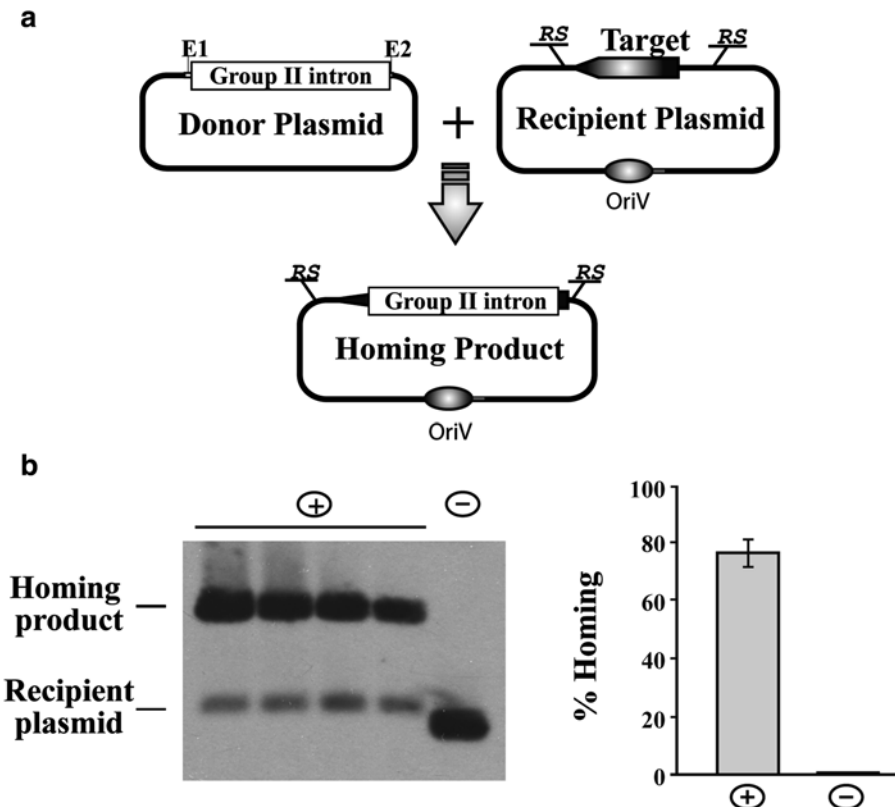 a
RS
Target
RS
E1
E2
Group II intron
Donor Plasmid
+
Recipient Plasmid
OriV
RS
RS
Group II intron
Homing Product
OriV
b
+
−
Homing
product
Recipient
plasmid
% Homing
100
80
60
40
20
0
+
−